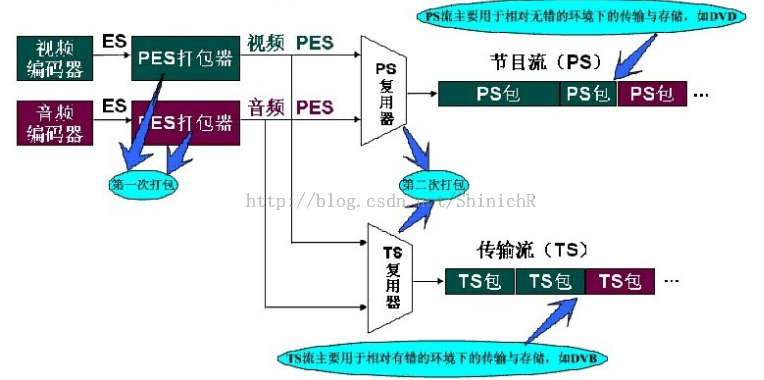 PS流主要用于相对无错的环境下的传输与存储，如DVD
视频
编码器
ES
PES打包器
视频 PES
音频
编码器
ES
PES打包器
音频 PES
PS
复
用
器
节目流（PS）
PS包
PS包
PS包
...
第一次打包
第二次打包
http://blog.csdn.net/ShinichR
TS
复
用
器
传输流（TS）
TS包
TS包
TS包
...
TS流主要用于相对有错的环境下的传输与存储，如DVB